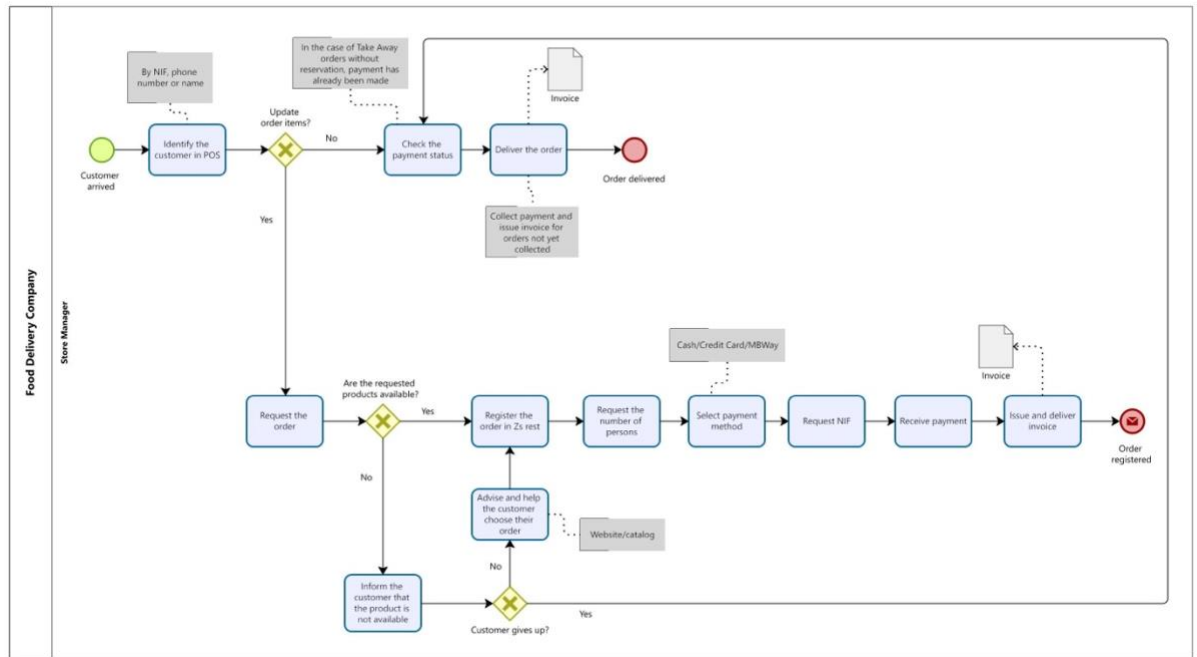 Food Delivery Company
Store Manager
By NIF, phone
number or name
In the case of Take Away
orders without
reservation, payment has
already been made
Invoice
Update
order items?
Customer
arrived
Identify the
customer in POS
No
Check the
payment status
Deliver the order
Order delivered
Yes
Collect payment and
issue invoice for
orders not yet
collected
Cash/Credit Card/MBWay
Invoice
Request the
order
Are the requested
products available?
Yes
Register the
order in Zs rest
Request the
number of
persons
Select payment
method
Request NIF
Receive payment
Issue and deliver
invoice
Order
registered
No
Advise and help
the customer
choose their
order
Website/catalog
No
Inform the
customer that
the product is
not available
Customer gives up?
Yes